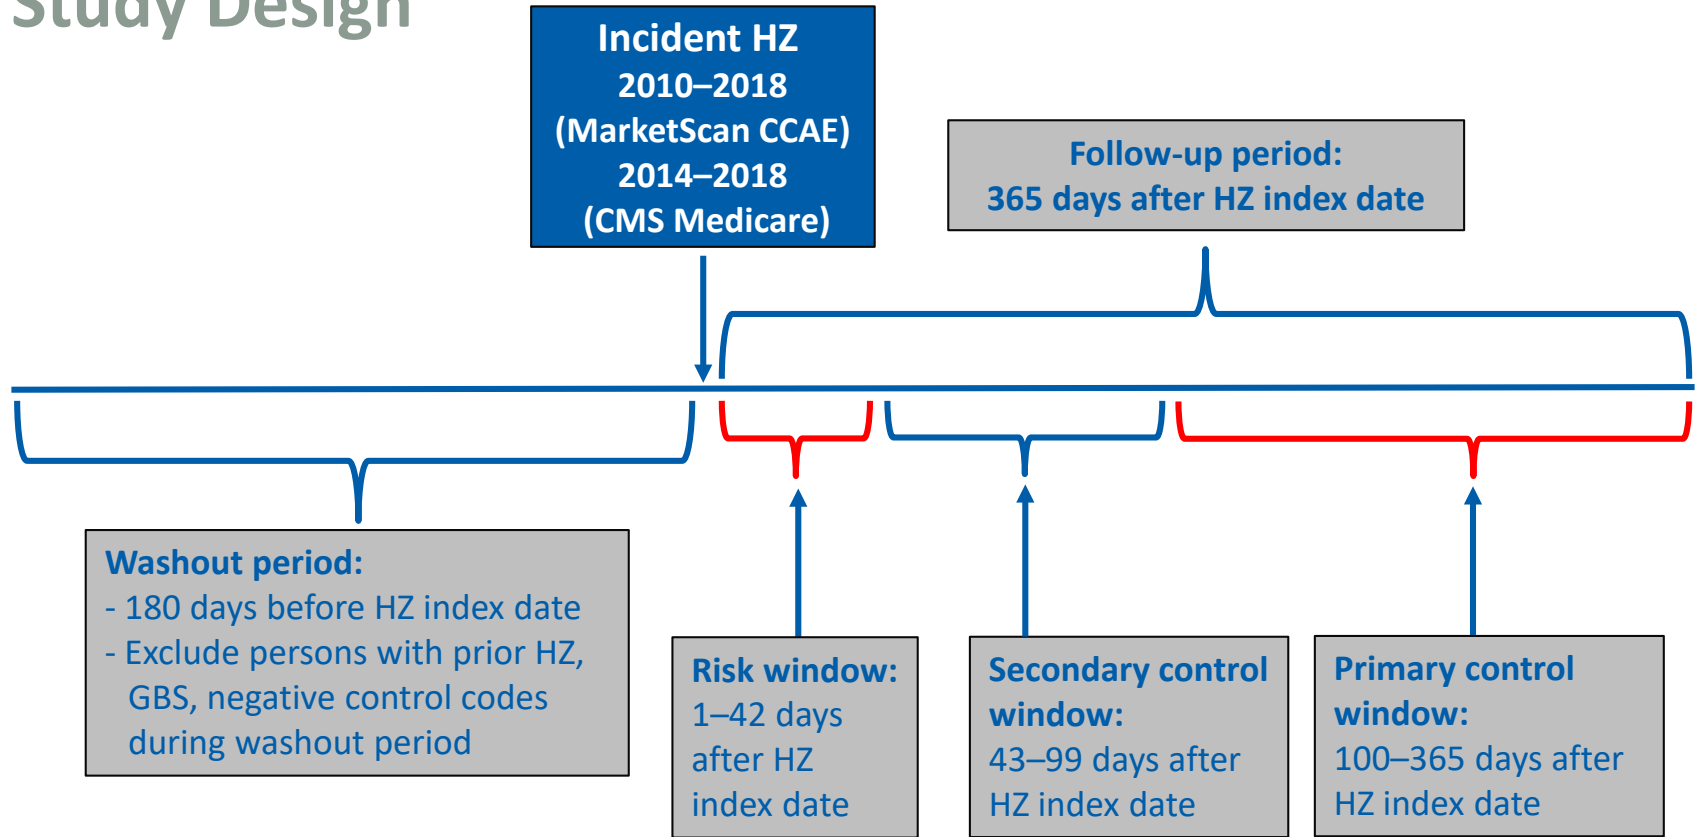 Study Design
Incident HZ
2010–2018
(MarketScan CCAE)
2014–2018
(CMS Medicare)
Follow-up period:
365 days after HZ index date
Washout period:
- 180 days before HZ index date
- Exclude persons with prior HZ,
GBS, negative control codes
during washout period
Risk window:
1–42 days
after HZ
index date
Secondary control
window:
43–99 days after
HZ index date
Primary control
window:
100–365 days after
HZ index date